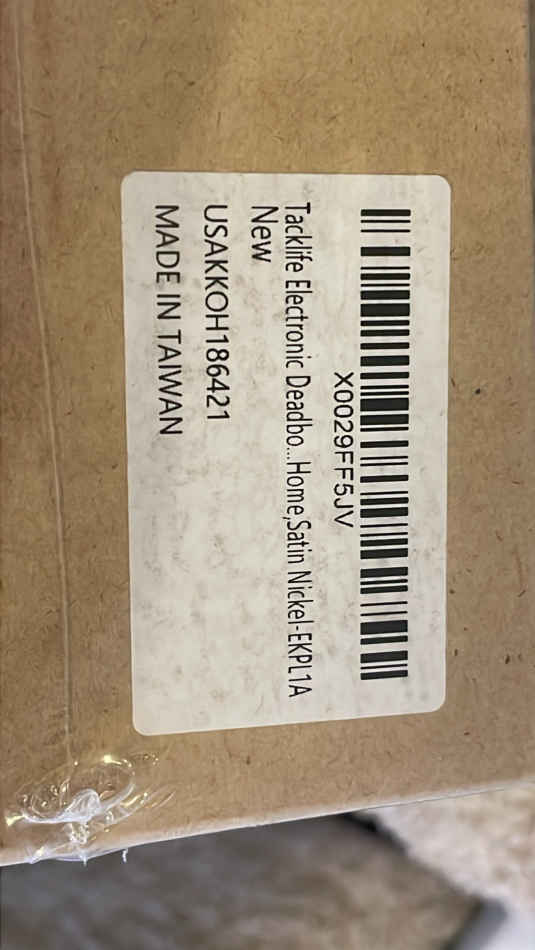 X0029FF5JV
Tacklife Electronic Deadbo...Home,Satin Nickel-EKPL1A
New
USAKKOH186421
MADE IN TAIWAN